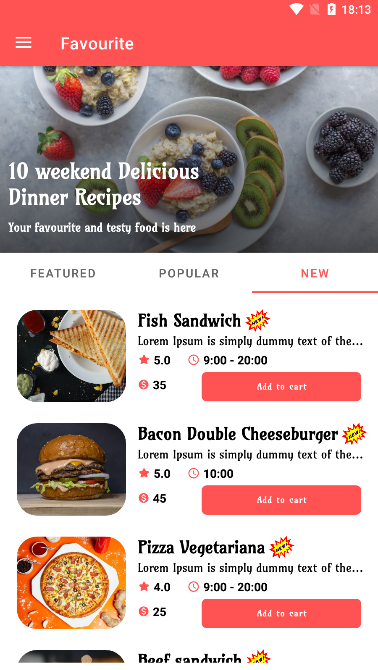 18:13
Favourite
10 weekend Delicious
Dinner Recipes
Your favourite and testy food is here
FEATURED POPULAR NEW
Fish Sandwich NEW!
Lorem Ipsum is simply dummy text of the...
5.0 9:00 - 20:00
35 Add to cart
Bacon Double Cheeseburger NEW!
Lorem Ipsum is simply dummy text of the...
5.0 10:00
45 Add to cart
Pizza Vegetariana NEW!
Lorem Ipsum is simply dummy text of the...
4.0 9:00 - 20:00
25 Add to cart
Beef sandwich